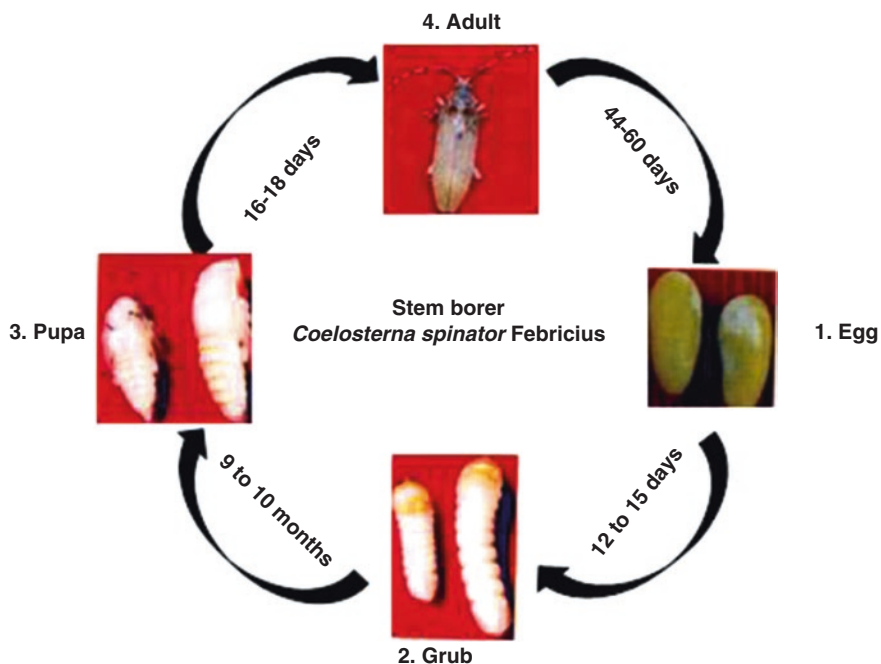 4. Adult
16-18 days
44-60 days
Stem borer
Coelosterna spinator Febricius
3. Pupa
1. Egg
9 to 10 months
12 to 15 days
2. Grub